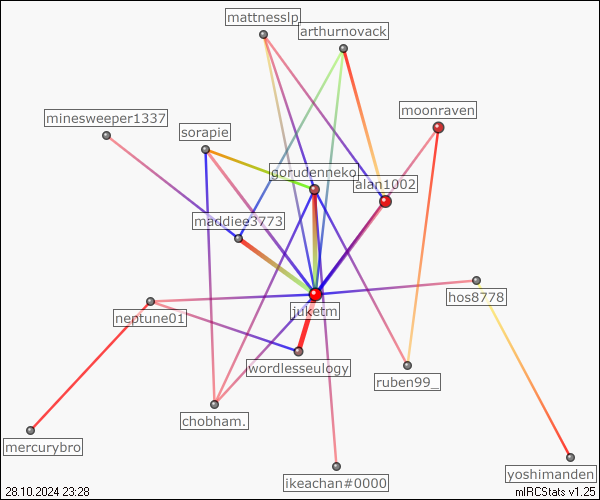 mattnesslp
arthurnovack
moonraven
minesweeper1337
sorapie
gorudenneko
alan1002
maddiee3773
hos8778
juketm
neptune01
wordlesseulogy
ruben99_
chobham.
mercurybro
yoshimanden
ikeachan#0000
28.10.2024 23:28
mIRCStats v1.25